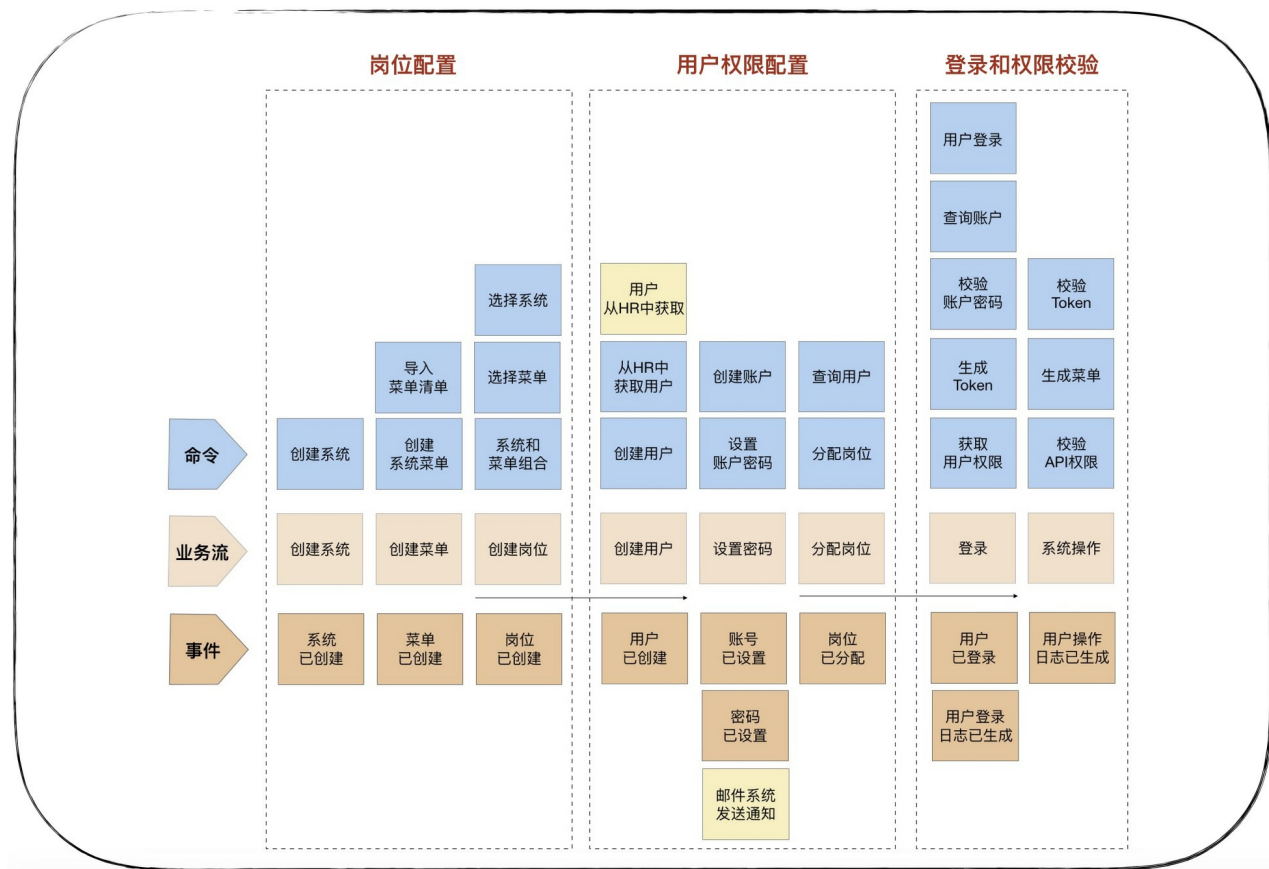 岗位配置
用户权限配置
登录和权限校验
用户登录
查询账户
选择系统
用户
从HR中获取
校验
账户密码
校验
Token
导入
菜单清单
选择菜单
从HR中
获取用户
创建账户
查询用户
生成
Token
生成菜单
命令
创建系统
创建
系统菜单
系统和
菜单组合
创建用户
设置
账户密码
分配岗位
获取
用户权限
校验
API权限
业务流
创建系统
创建菜单
创建岗位
创建用户
设置密码
分配岗位
登录
系统操作
事件
系统
已创建
菜单
已创建
岗位
已创建
用户
已创建
账号
已设置
岗位
已分配
用户
已登录
用户操作
日志已生成
密码
已设置
用户登录
日志已生成
邮件系统
发送通知